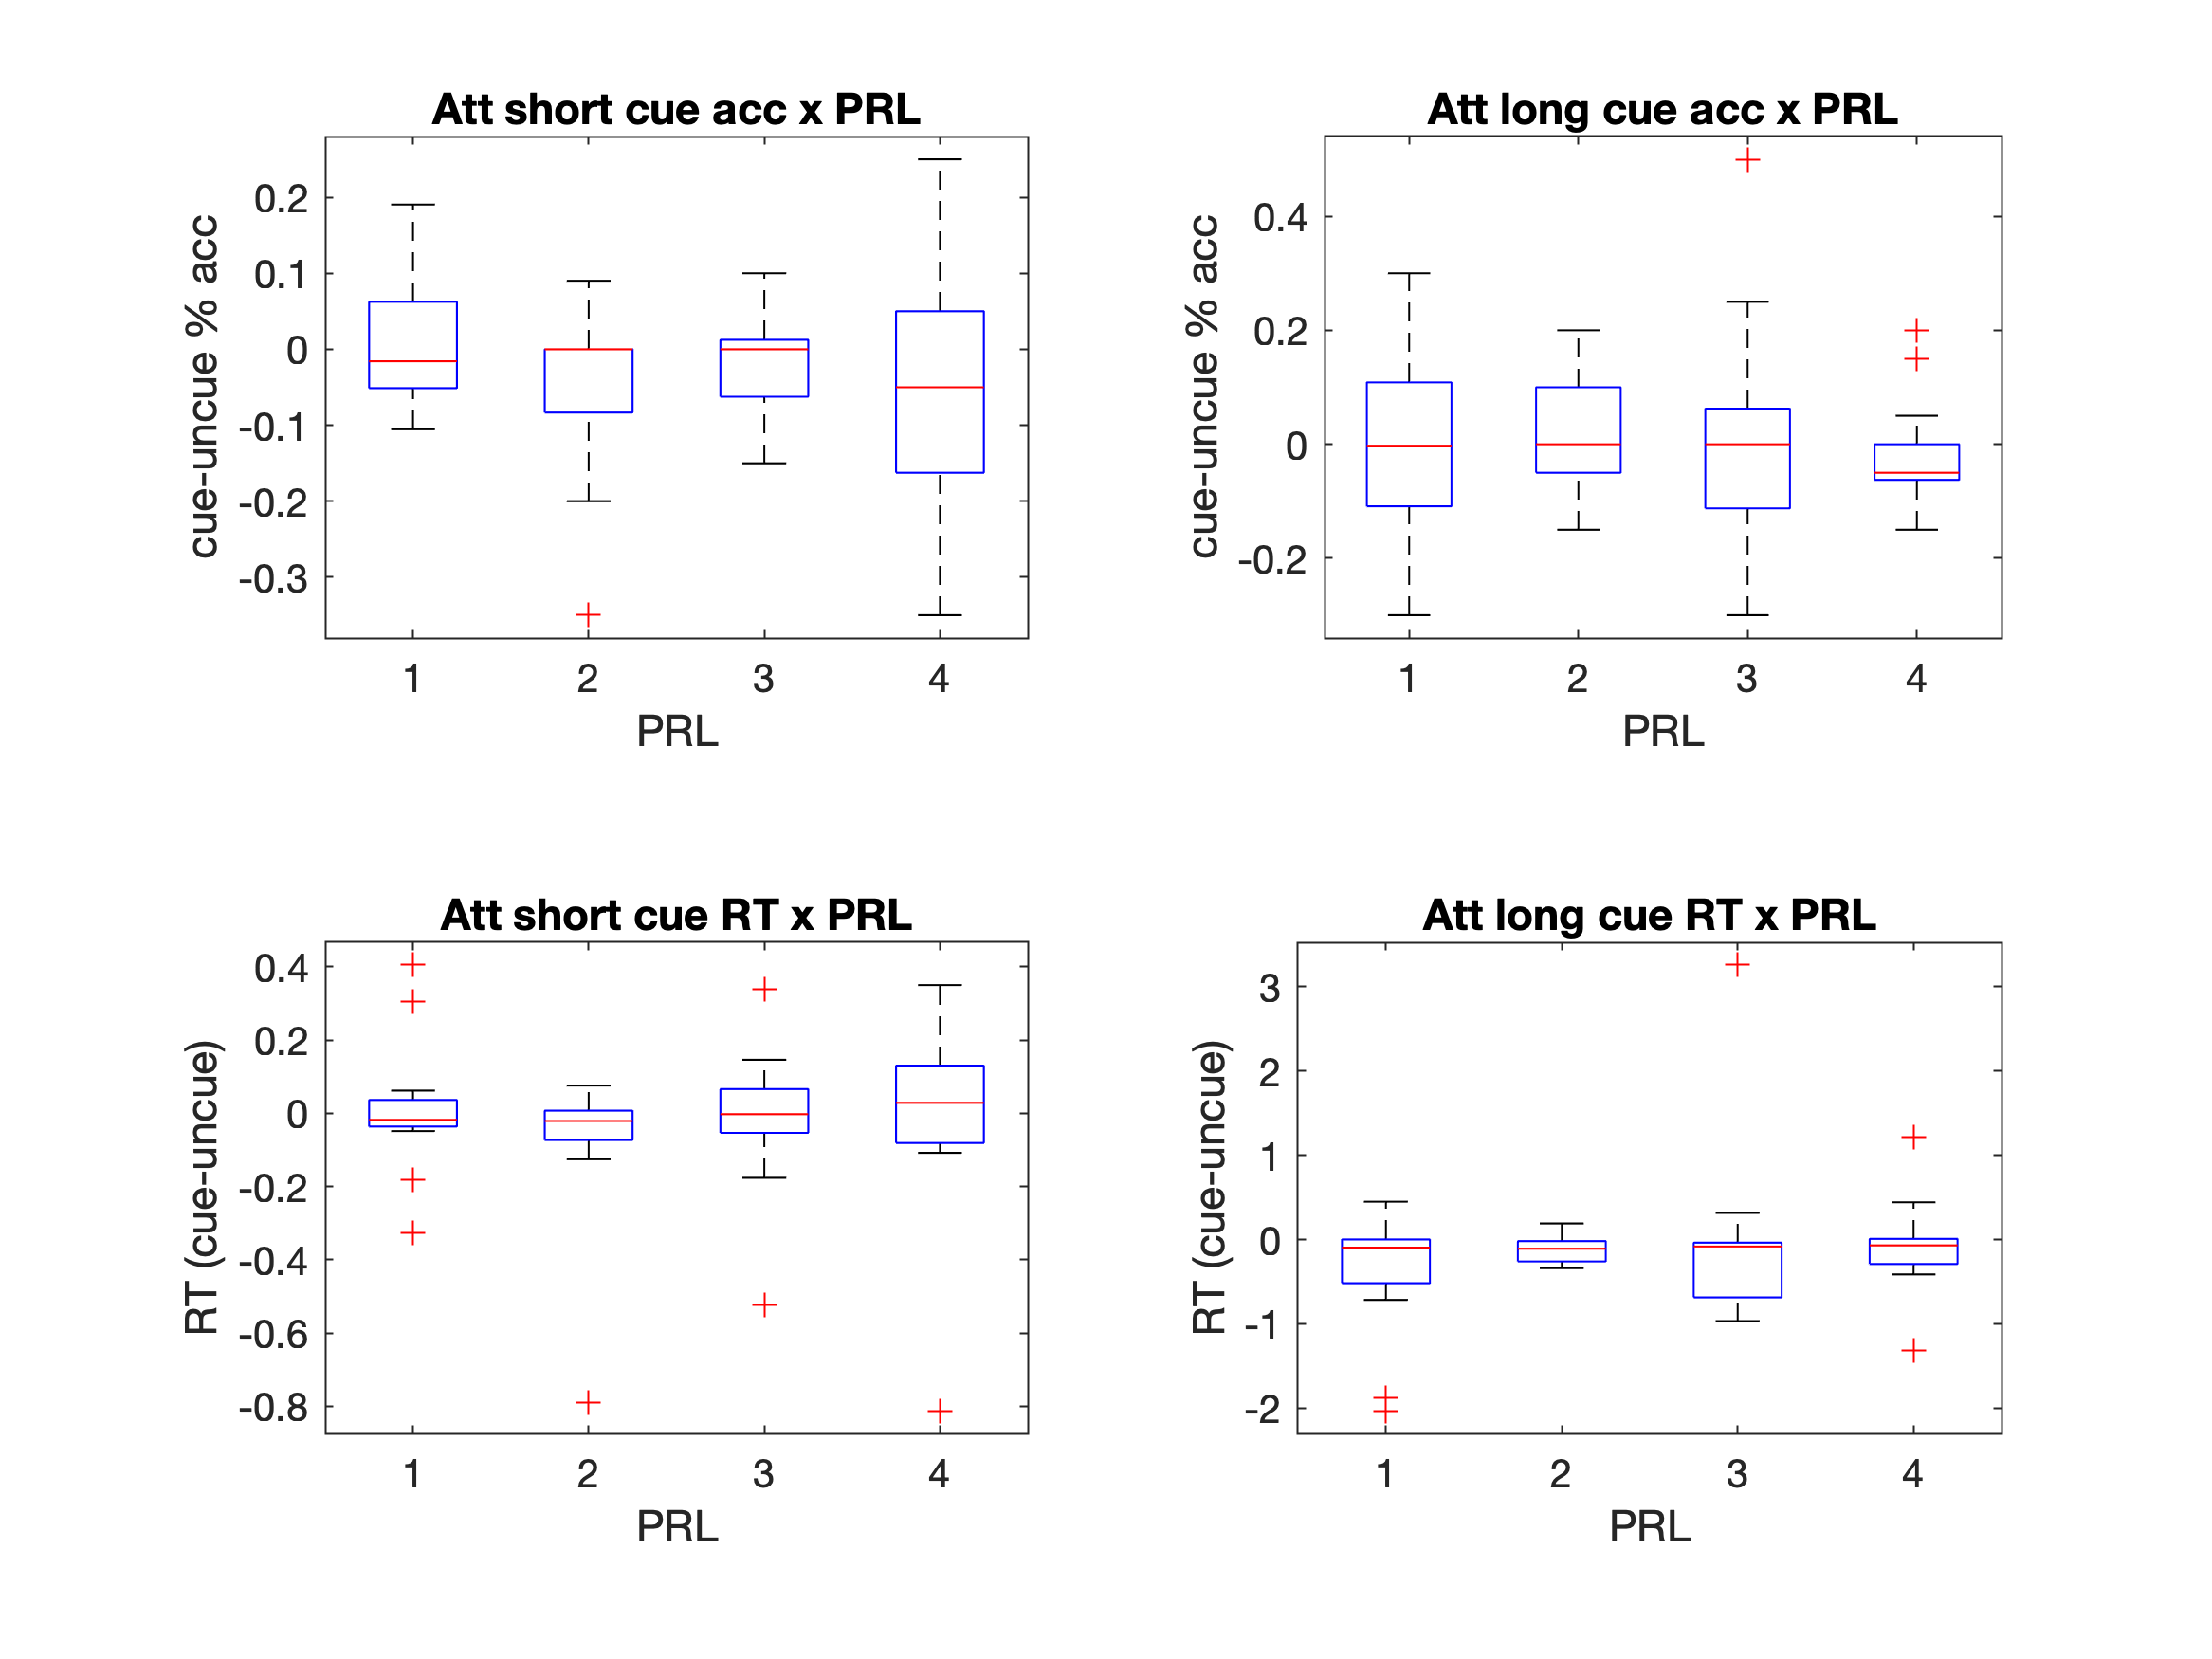 Att short cue acc x PRL
cue-uncue % acc
0.2
0.1
0
-0.1
-0.2
-0.3
1 2 3 4
PRL
Att long cue acc x PRL
cue-uncue % acc
0.4
0.2
0
-0.2
1 2 3 4
PRL
Att short cue RT x PRL
RT (cue-uncue)
0.4
0.2
0
-0.2
-0.4
-0.6
-0.8
1 2 3 4
PRL
Att long cue RT x PRL
RT (cue-uncue)
3
2
1
0
-1
-2
1 2 3 4
PRL